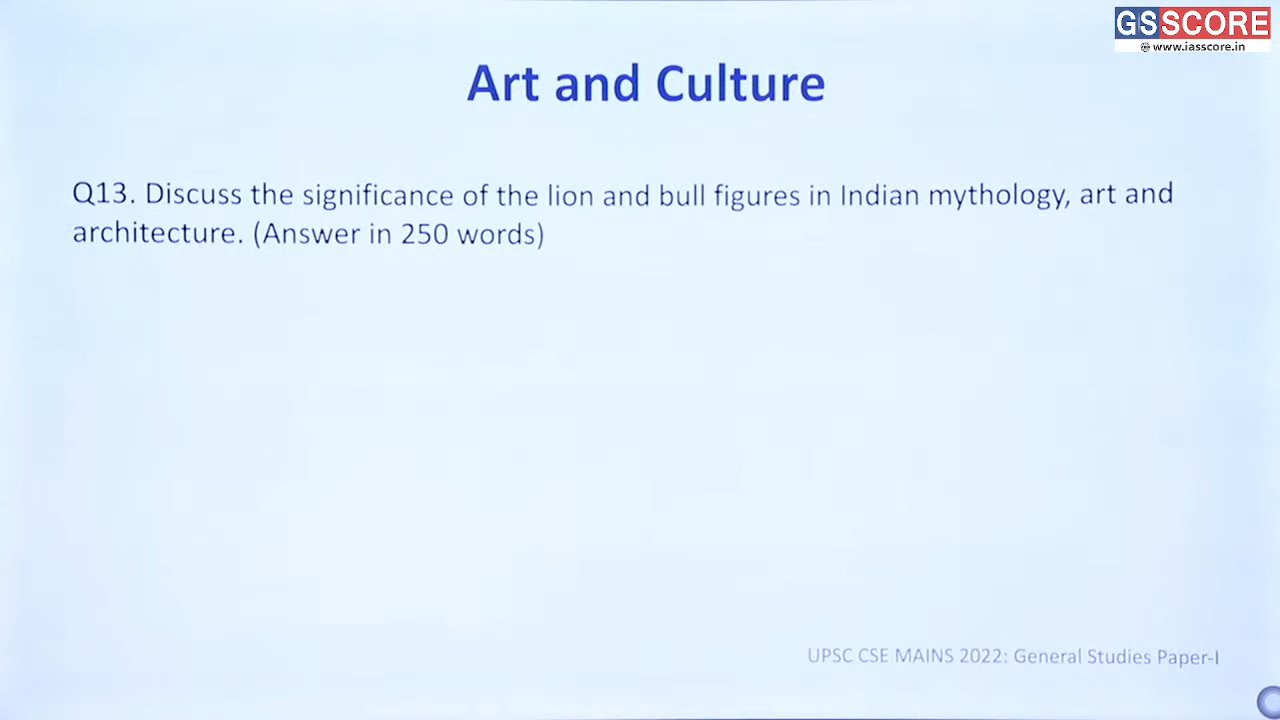 GSSCORE
www.iasscore.in
Art and Culture
Q13. Discuss the significance of the lion and bull figures in Indian mythology, art and
architecture. (Answer in 250 words)
UPSC CSE MAINS 2022: General Studies Paper-I